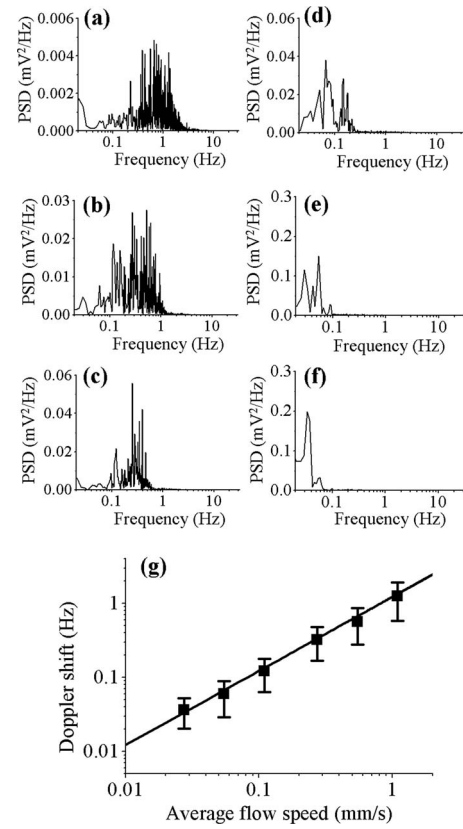 (a)
PSD (mV²/Hz)
0.006
0.004
0.002
0.000
0.1 1 10
Frequency (Hz)
(d)
PSD (mV²/Hz)
0.06
0.04
0.02
0.00
0.1 1 10
Frequency (Hz)
(b)
PSD (mV²/Hz)
0.03
0.02
0.01
0.00
0.1 1 10
Frequency (Hz)
(e)
PSD (mV²/Hz)
0.3
0.2
0.1
0.0
0.1 1 10
Frequency (Hz)
(c)
PSD (mV²/Hz)
0.06
0.04
0.02
0.00
0.1 1 10
Frequency (Hz)
(f)
PSD (mV²/Hz)
0.3
0.2
0.1
0.0
0.1 1 10
Frequency (Hz)
(g)
Doppler shift (Hz)
1
0.1
0.01
0.01 0.1 1
Average flow speed (mm/s)